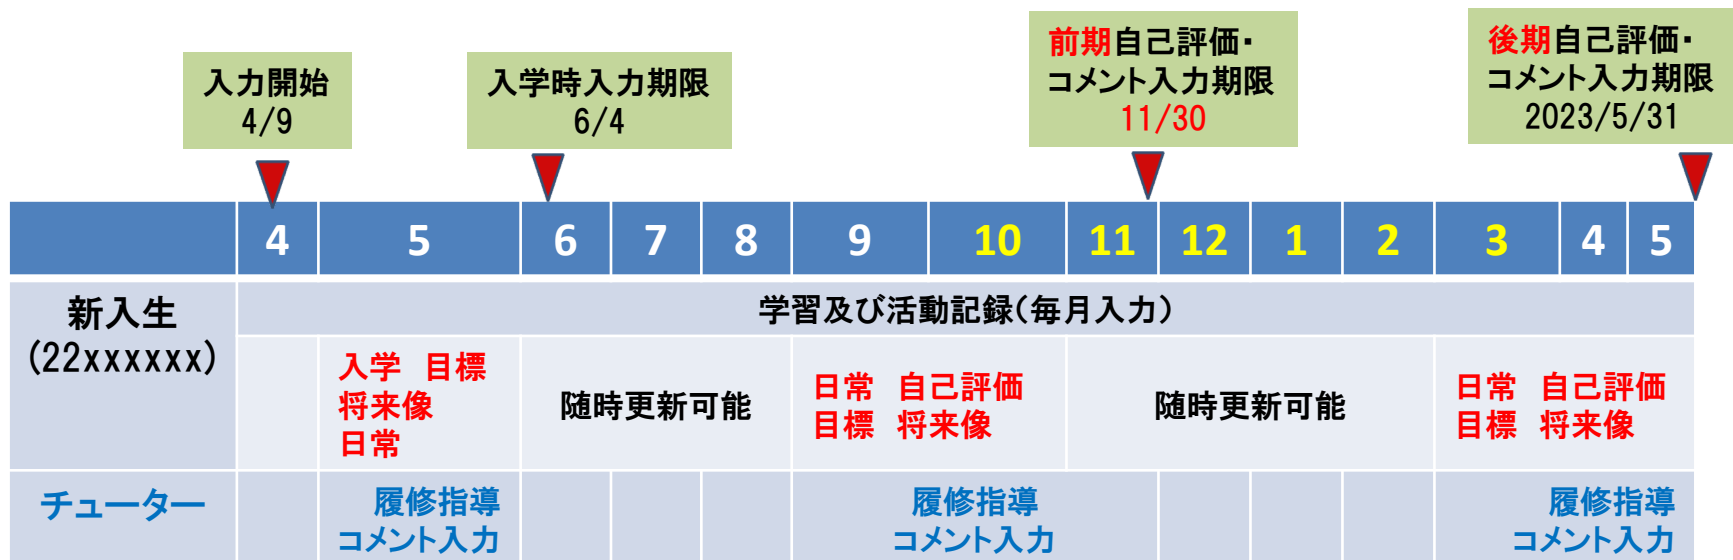 入力開始
4/9
入学時入力期限
6/4
前期自己評価・
コメント入力期限
11/30
後期自己評価・
コメント入力期限
2023/5/31
4 5 6 7 8 9 10 11 12 1 2 3 4 5
新入生
(22xxxxxx)
学習及び活動記録(毎月入力)
入学 目標
将来像
日常
随時更新可能
日常 自己評価
目標 将来像
随時更新可能
日常 自己評価
目標 将来像
チューター
履修指導
コメント入力
履修指導
コメント入力
履修指導
コメント入力